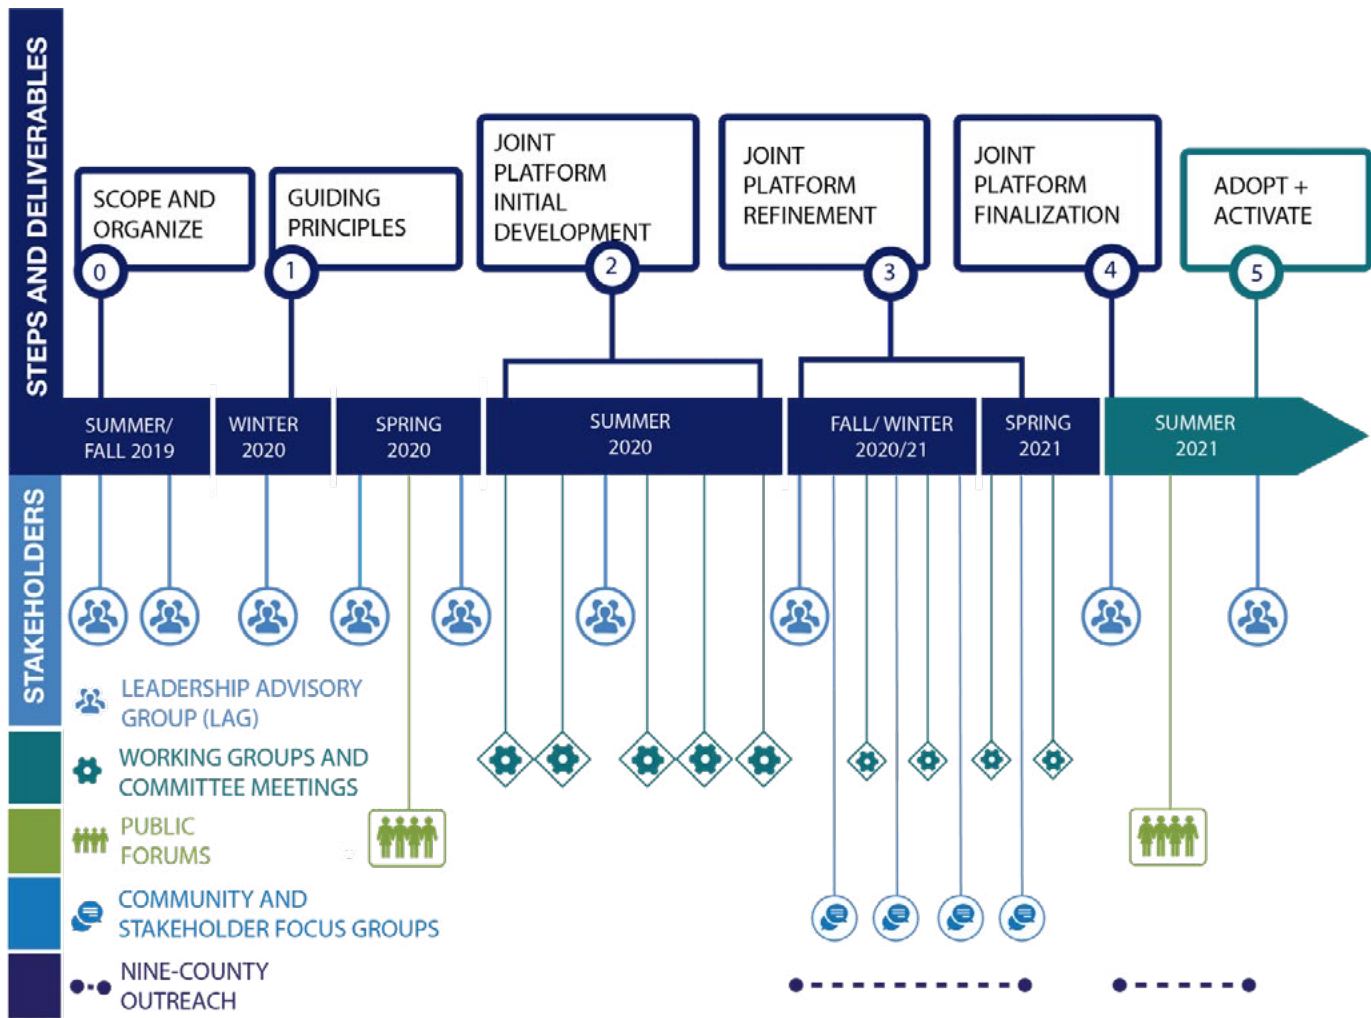 STEPS AND DELIVERABLES
SCOPE AND
ORGANIZE
0
GUIDING
PRINCIPLES
1
JOINT
PLATFORM
INITIAL
DEVELOPMENT
2
JOINT
PLATFORM
REFINEMENT
3
JOINT
PLATFORM
FINALIZATION
4
ADOPT +
ACTIVATE
5
SUMMER/
FALL 2019
WINTER
2020
SPRING
2020
SUMMER
2020
FALL/ WINTER
2020/21
SPRING
2021
SUMMER
2021
STAKEHOLDERS
LEADERSHIP ADVISORY
GROUP (LAG)
WORKING GROUPS AND
COMMITTEE MEETINGS
PUBLIC
FORUMS
COMMUNITY AND
STAKEHOLDER FOCUS GROUPS
NINE-COUNTY
OUTREACH